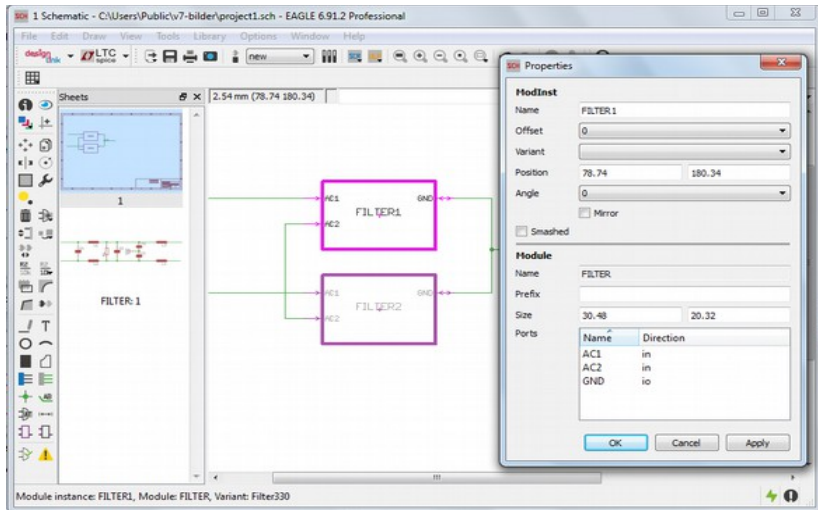 1 Schematic - C:\Users\Public\v7-bilder\project1.sch - EAGLE 6.91.2 Professional
File Edit Draw View Tools Library Options Window Help
design link LTC spice new
Sheets
2.54 mm (78.74 180.34)
1
FILTER: 1
AC1 GND
FILTER1
AC2
AC1 GND
FILTER2
AC2
Properties
ModInst
Name FILTER1
Offset 0
Variant
Position 78.74 180.34
Angle 0
Mirror
Smashed
Module
Name FILTER
Prefix
Size 30.48 20.32
Ports Name Direction
AC1 in
AC2 in
GND io
OK Cancel Apply
Module instance: FILTER1, Module: FILTER, Variant: Filter330